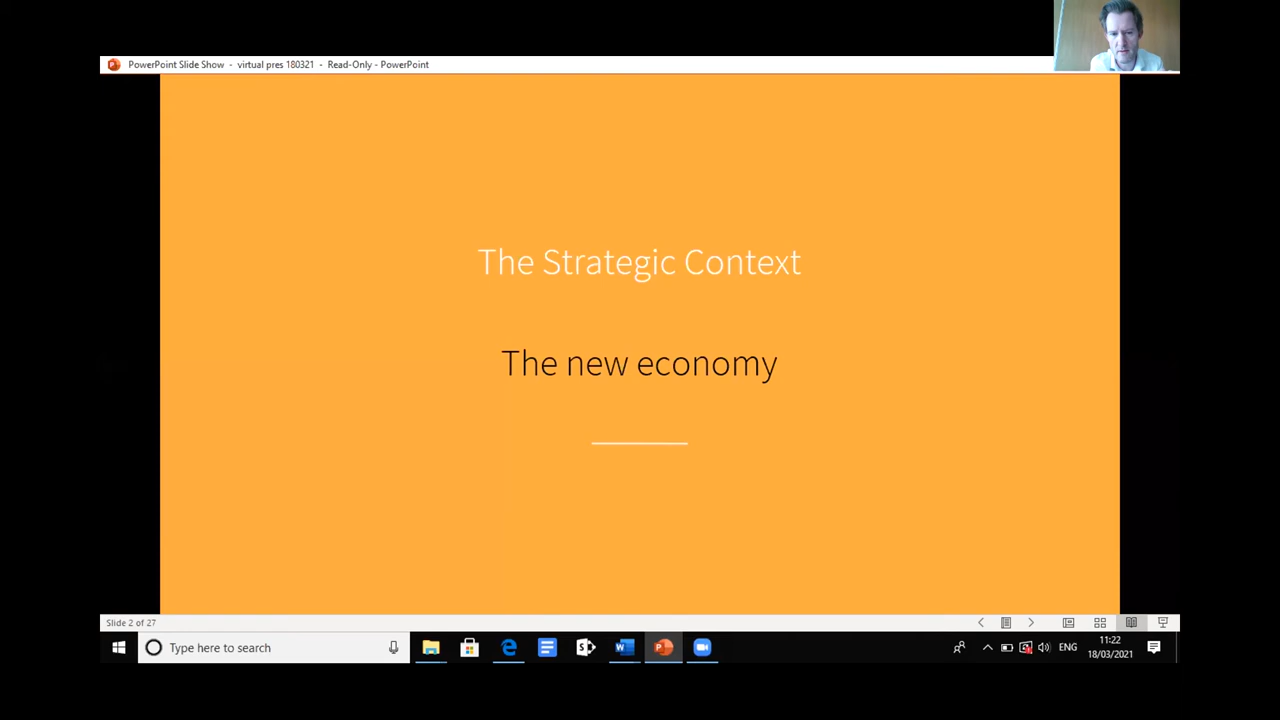 PowerPoint Slide Show - virtual pres 180321 - Read-Only - PowerPoint
The Strategic Context
The new economy
Slide 2 of 27
Type here to search
ENG
11:22
18/03/2021